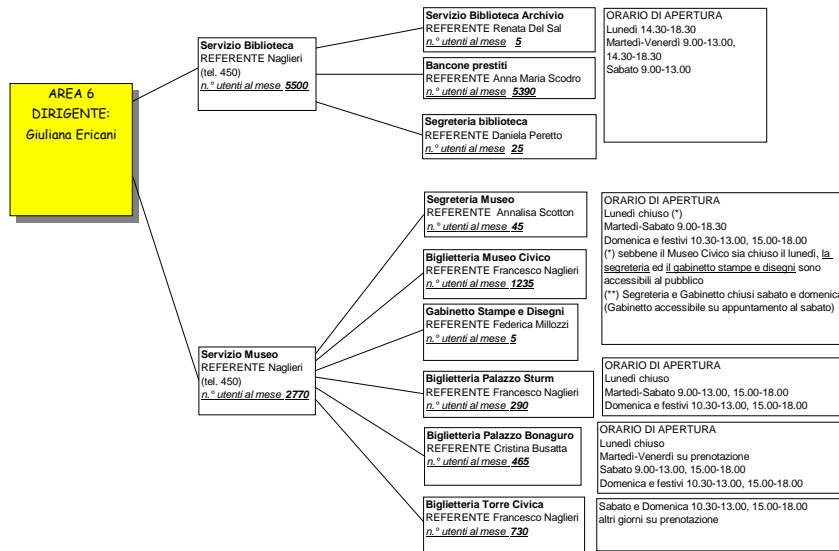 AREA 6
DIRIGENTE:
Giuliana Ericani
Servizio Biblioteca
REFERENTE Naglieri
(tel. 450)
n.° utenti al mese 5500
Servizio Biblioteca Archivio
REFERENTE Renata Del Sal
n.° utenti al mese 5
Bancone prestiti
REFERENTE Anna Maria Scodro
n.° utenti al mese 5390
Segreteria biblioteca
REFERENTE Daniela Peretto
n.° utenti al mese 25
ORARIO DI APERTURA
Lunedì 14.30-18.30
Martedì-Venerdì 9.00-13.00,
14.30-18.30
Sabato 9.00-13.00
Servizio Museo
REFERENTE Naglieri
(tel. 450)
n.° utenti al mese 2770
Segreteria Museo
REFERENTE Annalisa Scotton
n.° utenti al mese 45
Biglietteria Museo Civico
REFERENTE Francesco Naglieri
n.° utenti al mese 1235
Gabinetto Stampe e Disegni
REFERENTE Federica Millozzi
n.° utenti al mese 5
ORARIO DI APERTURA
Lunedì chiuso (*)
Martedì-Sabato 9.00-18.30
Domenica e festivi 10.30-13.00, 15.00-18.00
(*) sebbene il Museo Civico sia chiuso il lunedì, la
segreteria ed il gabinetto stampe e disegni sono
accessibili al pubblico
(**) Segreteria e Gabinetto chiusi sabato e domenica
(Gabinetto accessibile su appuntamento al sabato)
Biglietteria Palazzo Sturm
REFERENTE Francesco Naglieri
n.° utenti al mese 290
ORARIO DI APERTURA
Lunedì chiuso
Martedì-Sabato 9.00-13.00, 15.00-18.00
Domenica e festivi 10.30-13.00, 15.00-18.00
Biglietteria Palazzo Bonaguro
REFERENTE Cristina Busatta
n.° utenti al mese 465
ORARIO DI APERTURA
Lunedì chiuso
Martedì-Venerdì su prenotazione
Sabato 9.00-13.00, 15.00-18.00
Domenica e festivi 10.30-13.00, 15.00-18.00
Biglietteria Torre Civica
REFERENTE Francesco Naglieri
n.° utenti al mese 730
Sabato e Domenica 10.30-13.00, 15.00-18.00
altri giorni su prenotazione